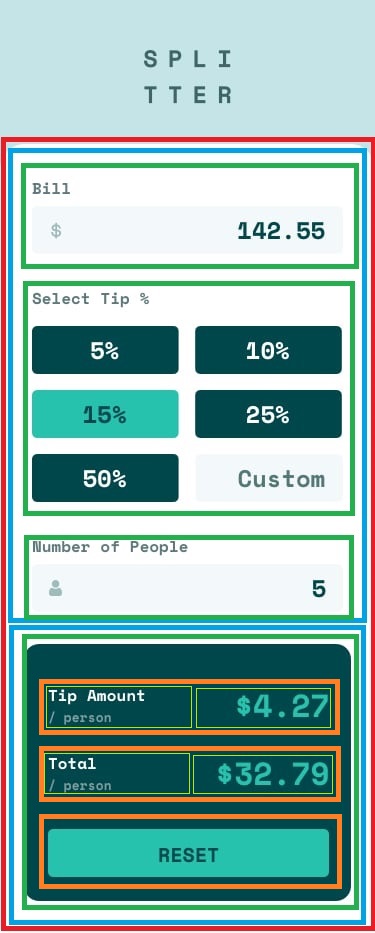 SPLI
TTER
Bill
$ 142.55
Select Tip %
5% 10%
15% 25%
50% Custom
Number of People
5
Tip Amount
/ person
$4.27
Total
/ person
$32.79
RESET